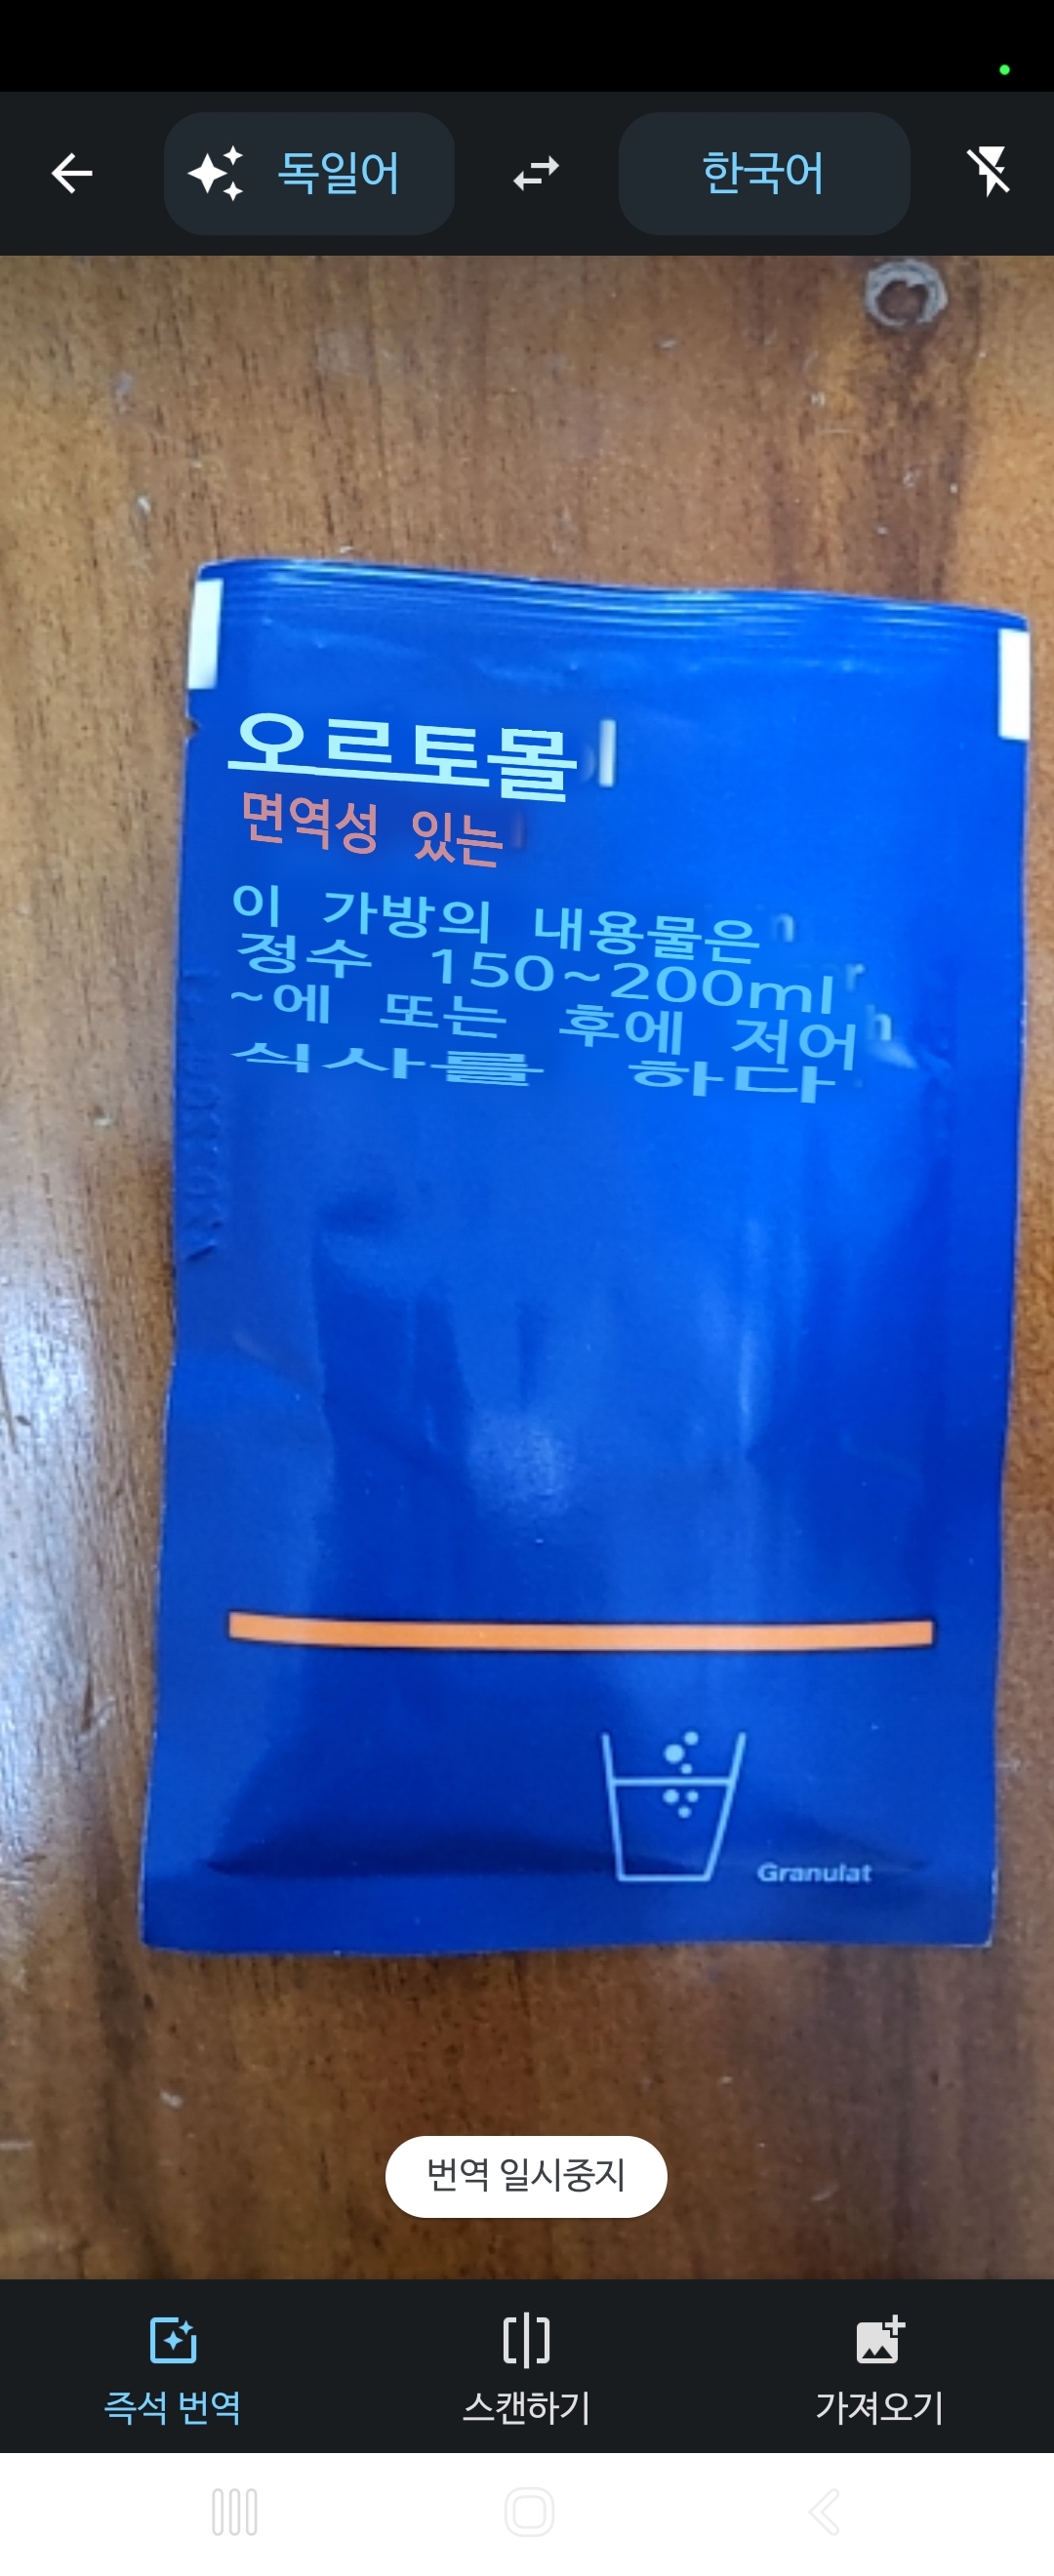 독일어
한국어
오르토몰
면역성 있는
이 가방의 내용물은
정수 150~200ml
~에 또는 후에 저어
식사를 하다
Granulat
번역 일시중지
즉석 번역
스캔하기
가져오기